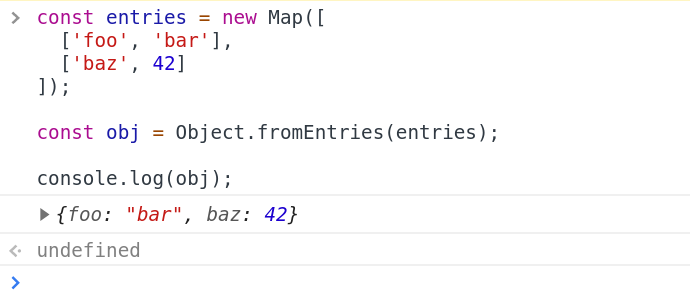 const entries = new Map([
  ['foo', 'bar'],
  ['baz', 42]
]);

const obj = Object.fromEntries(entries);

console.log(obj);
{foo: "bar", baz: 42}
undefined